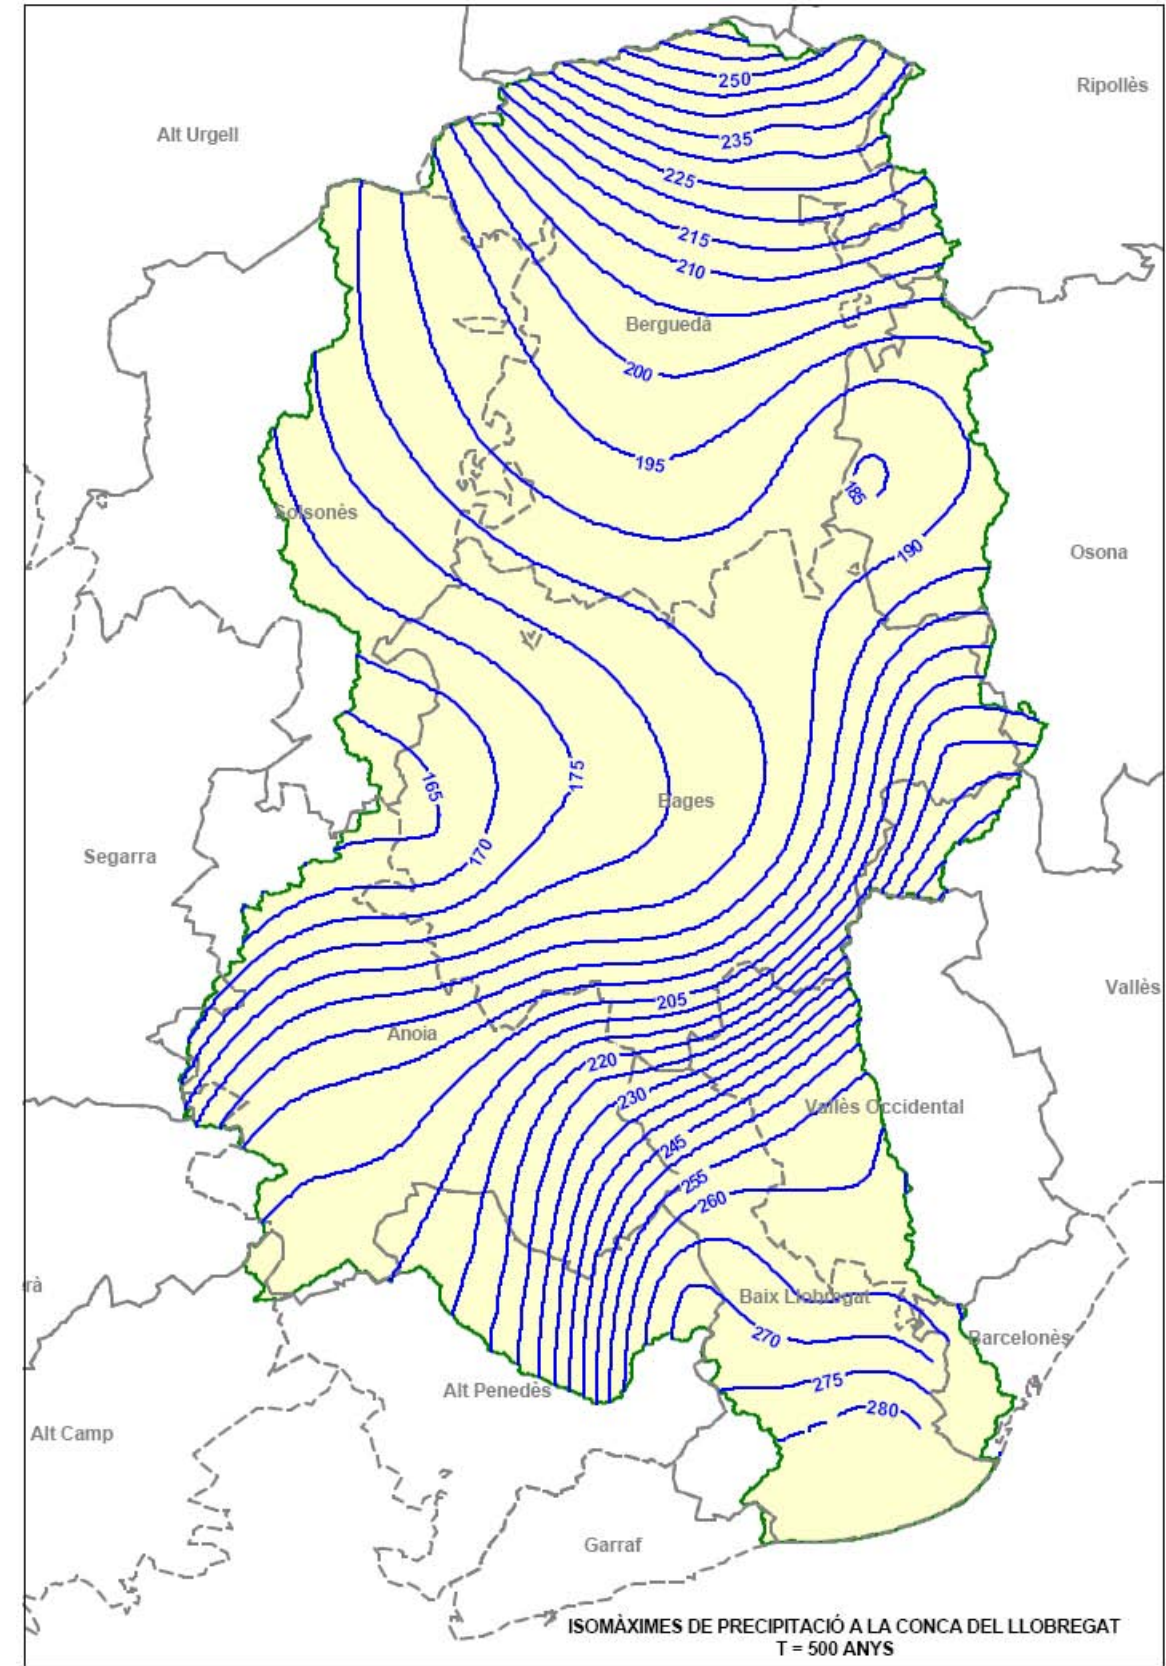 250
Ripollès
Alt Urgell
235
225
215
210
Berguedà
200
195
185
Solsonès
190
Osona
175
165
Bages
170
Segarra
Vallès
205
Anoia
220
230
Vallès Occidental
245
255
260
rà
Baix Llobregat
270
Barcelonès
275
Alt Penedès
280
Alt Camp
Garraf
ISOMÀXIMES DE PRECIPITACIÓ A LA CONCA DEL LLOBREGAT
T = 500 ANYS